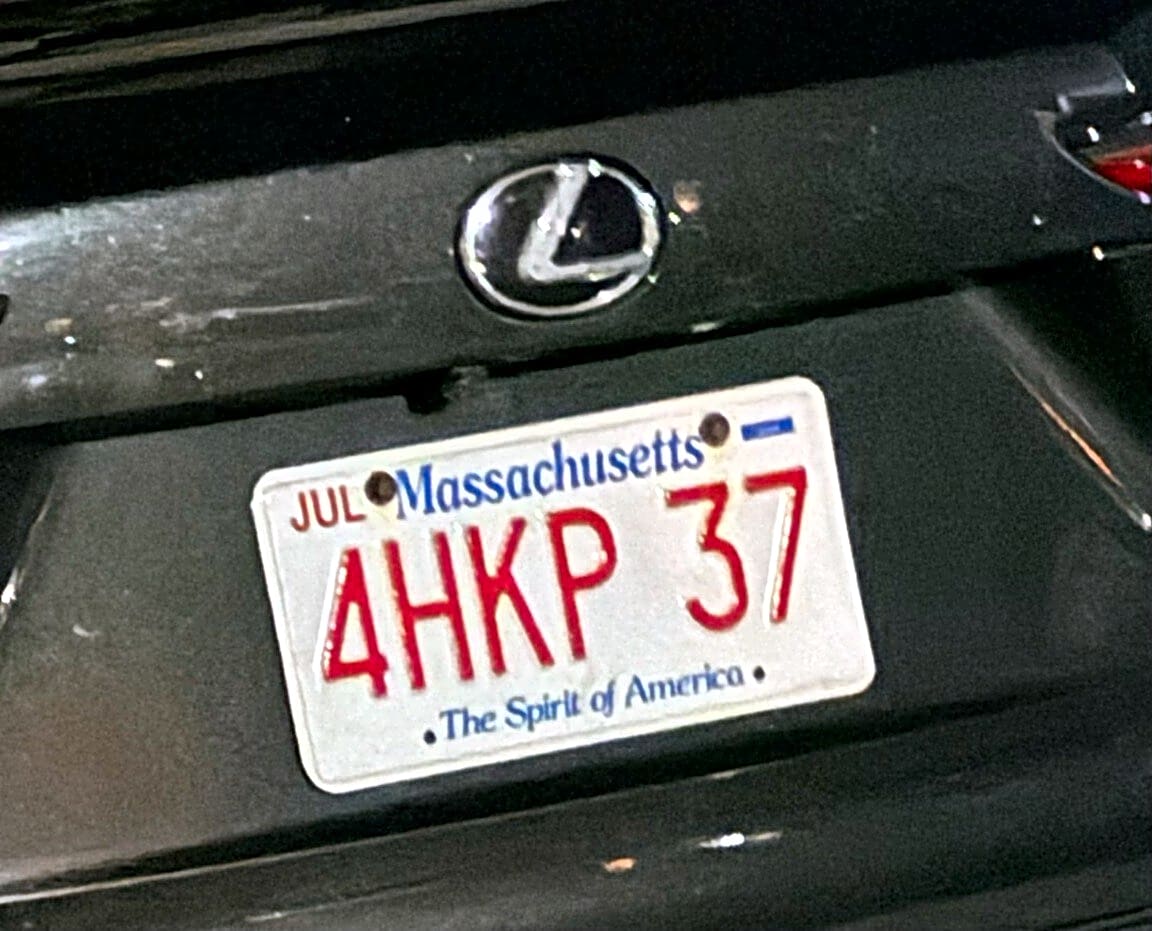 JUL Massachusetts
4HKP 37
The Spirit of America